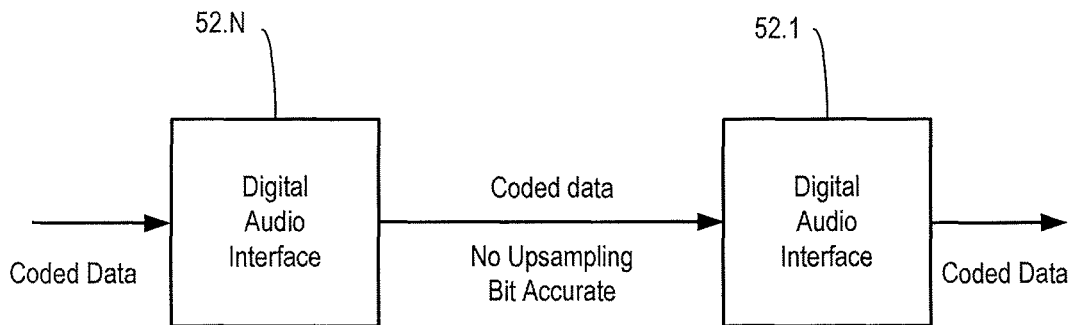 52.N
52.1
Digital
Audio
Interface
Coded data
No Upsampling
Bit Accurate
Digital
Audio
Interface
Coded Data
Coded Data